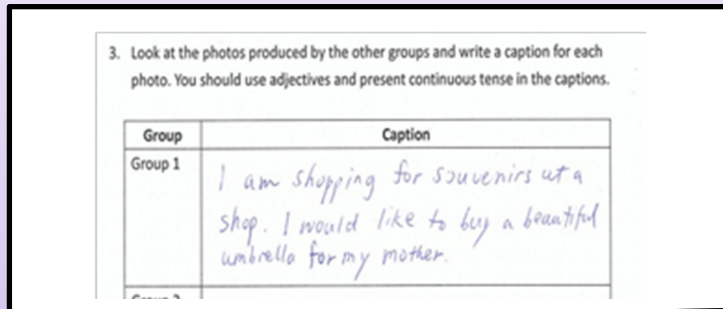 3. Look at the photos produced by the other groups and write a caption for each
photo. You should use adjectives and present continuous tense in the captions.
Group Caption
Group 1
I am shopping for souvenirs at a
shop. I would like to buy a beautiful
umbrella for my mother.